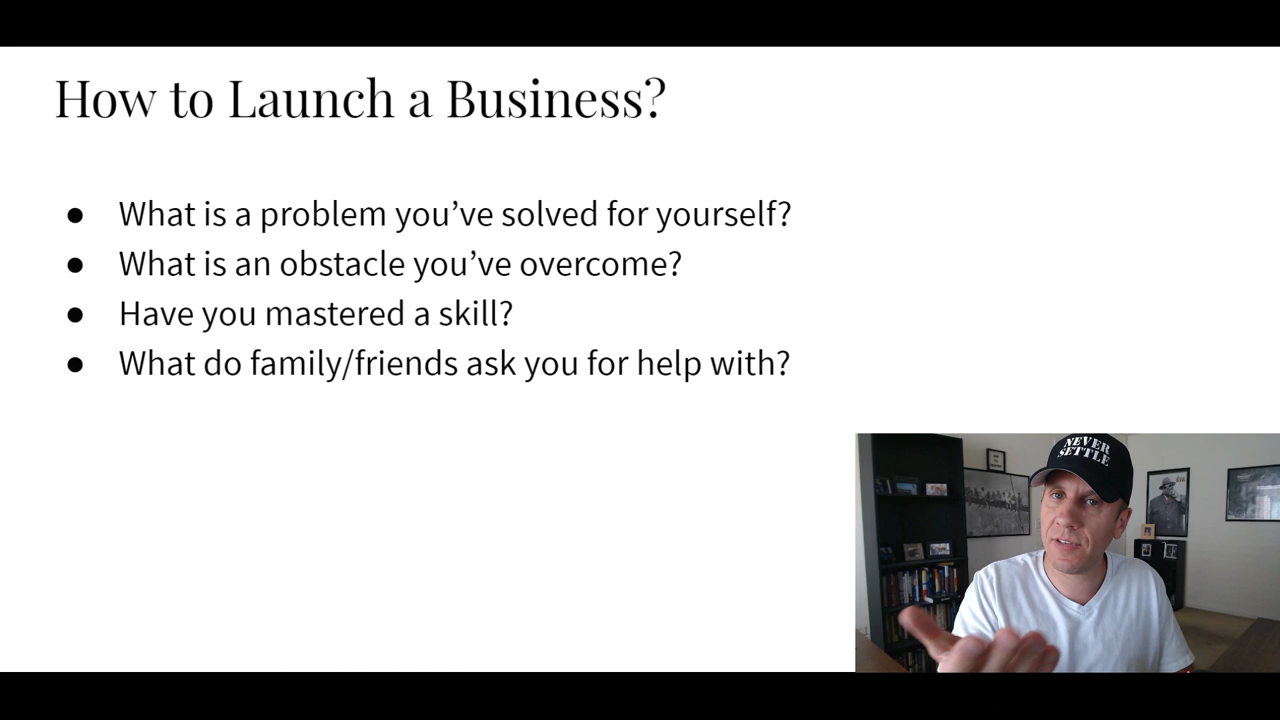 How to Launch a Business?
● What is a problem you’ve solved for yourself?
● What is an obstacle you’ve overcome?
● Have you mastered a skill?
● What do family/friends ask you for help with?
NEVER
SETTLE